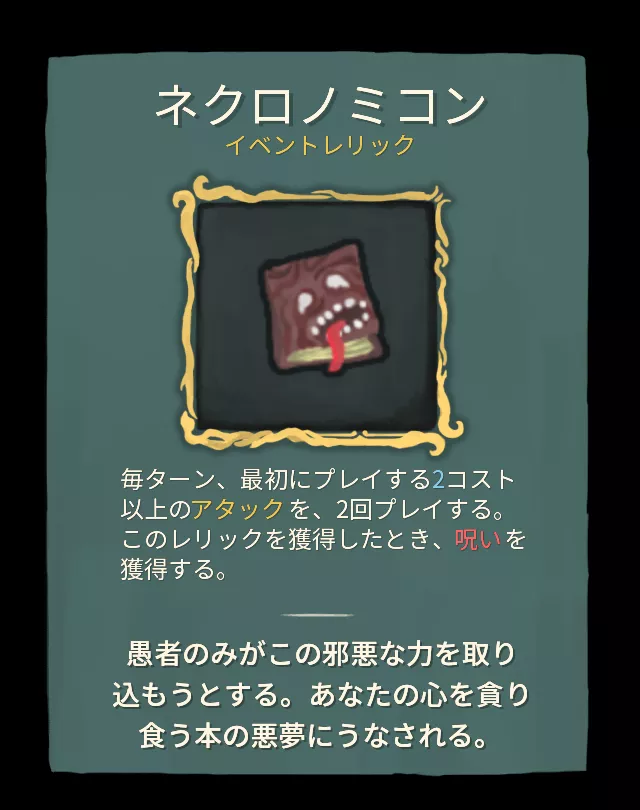 ネクロノミコン
イベントレリック
毎ターン、最初にプレイする2コスト
以上のアタックを、2回プレイする。
このレリックを獲得したとき、呪いを
獲得する。
愚者のみがこの邪悪な力を取り
込もうとする。あなたの心を貪り
食う本の悪夢にうなされる。